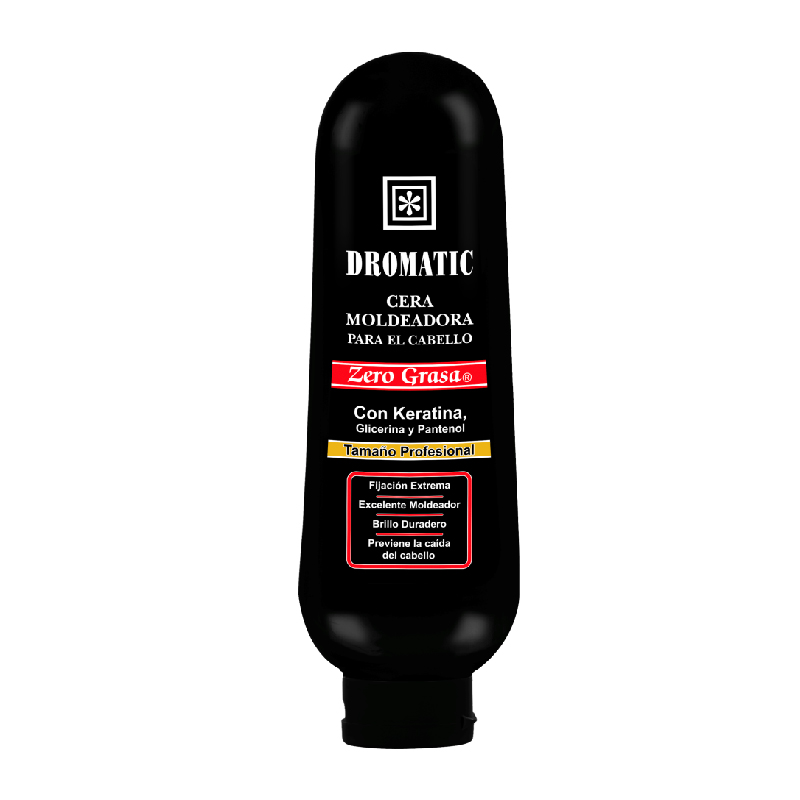 DROMATIC
CERA
MOLDEADORA
PARA EL CABELLO
Zero Grasa®
Con Keratina,
Glicerina y Pantenol
Tamaño Profesional
Fijación Extrema
Excelente Moldeador
Brillo Duradero
Previene la caida
del cabello